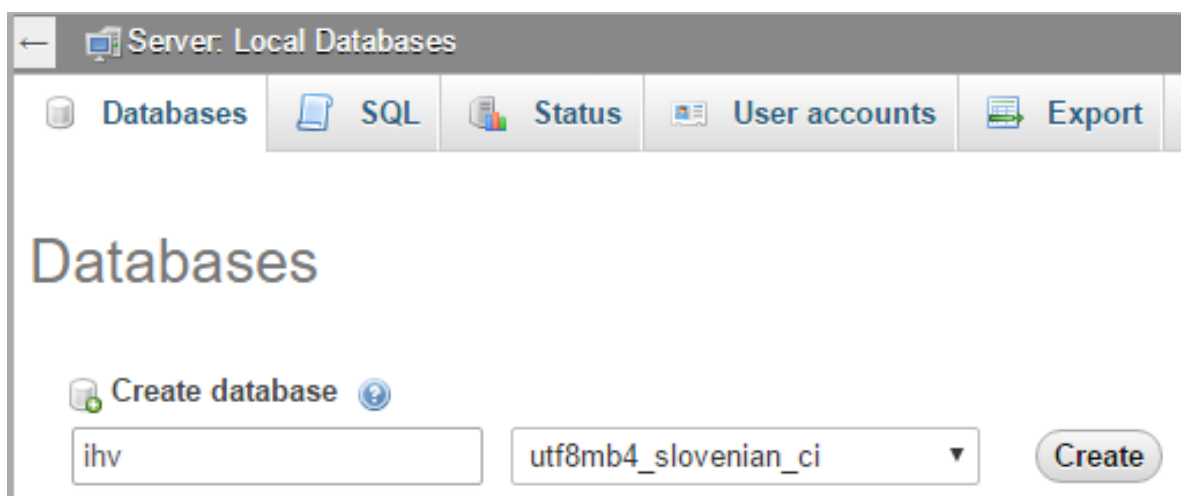 ← Server: Local Databases
Databases SQL Status User accounts Export
Databases
Create database
ihv utf8mb4_slovenian_ci Create